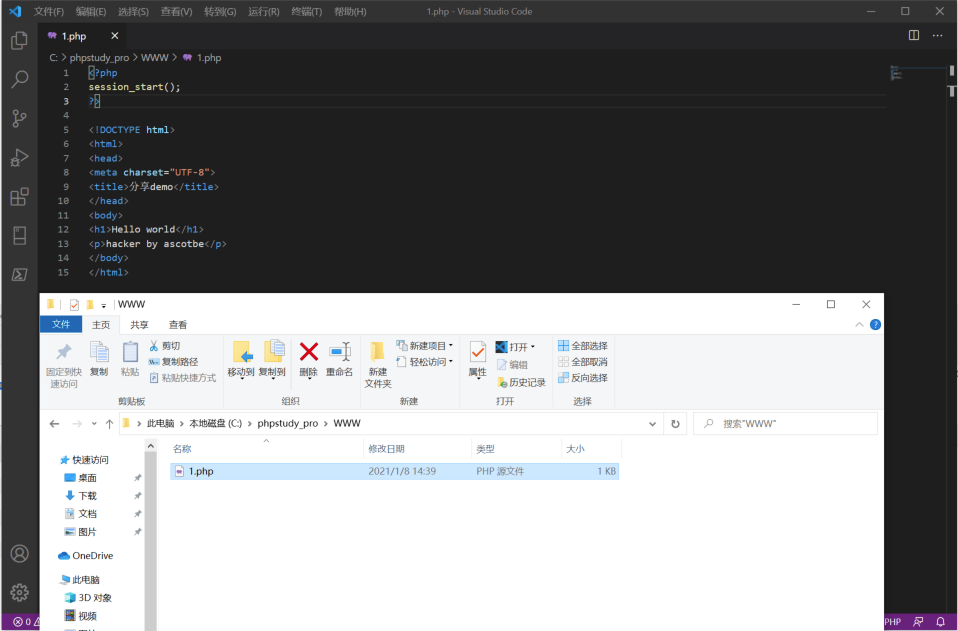 文件(F) 编辑(E) 选择(S) 查看(V) 转到(G) 运行(R) 终端(T) 帮助(H) 1.php - Visual Studio Code
1.php
C: > phpstudy_pro > WWW > 1.php
1 <?php
2 session_start();
3 ?>
4
5 <!DOCTYPE html>
6 <html>
7 <head>
8 <meta charset="UTF-8">
9 <title>分享demo</title>
10 </head>
11 <body>
12 <h1>Hello world</h1>
13 <p>hacker by ascotbe</p>
14 </body>
15 </html>
WWW
文件 主页 共享 查看
固定到快速访问
复制
粘贴
剪切
复制路径
粘贴快捷方式
剪贴板
移动到 复制到 删除 重命名
组织
新建文件夹
新建项目
轻松访问
新建
属性
打开
编辑
历史记录
打开
全部选择
全部取消
反向选择
选择
此电脑 > 本地磁盘 (C:) > phpstudy_pro > WWW
搜索"WWW"
名称 修改日期 类型 大小
1.php 2021/1/8 14:39 PHP 源文件 1 KB
快速访问
桌面
下载
文档
图片
OneDrive
此电脑
3D 对象
视频
0
PHP